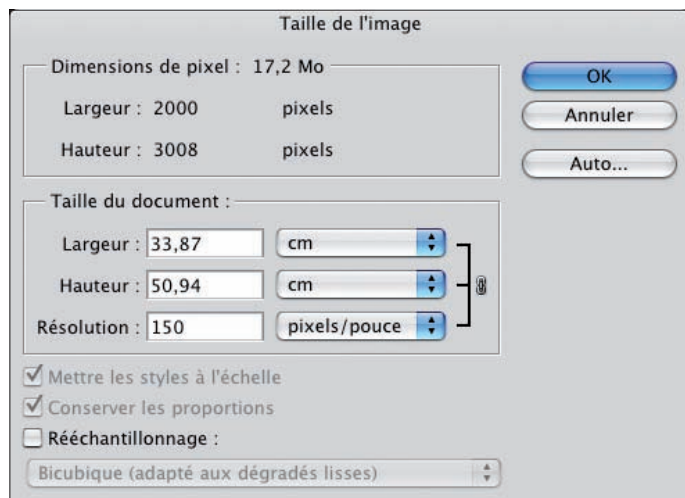 Taille de l'image
Dimensions de pixel : 17,2 Mo
Largeur : 2000 pixels
Hauteur : 3008 pixels
OK
Annuler
Auto...
Taille du document :
Largeur : 33,87 cm
Hauteur : 50,94 cm
Résolution : 150 pixels/pouce
Mettre les styles à l'échelle
Conserver les proportions
Rééchantillonnage :
Bicubique (adapté aux dégradés lisses)